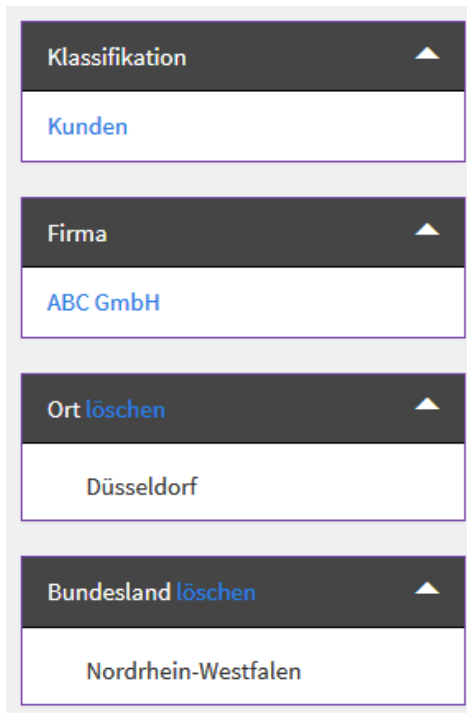 Klassifikation
Kunden
Firma
ABC GmbH
Ort löschen
Düsseldorf
Bundesland löschen
Nordrhein-Westfalen